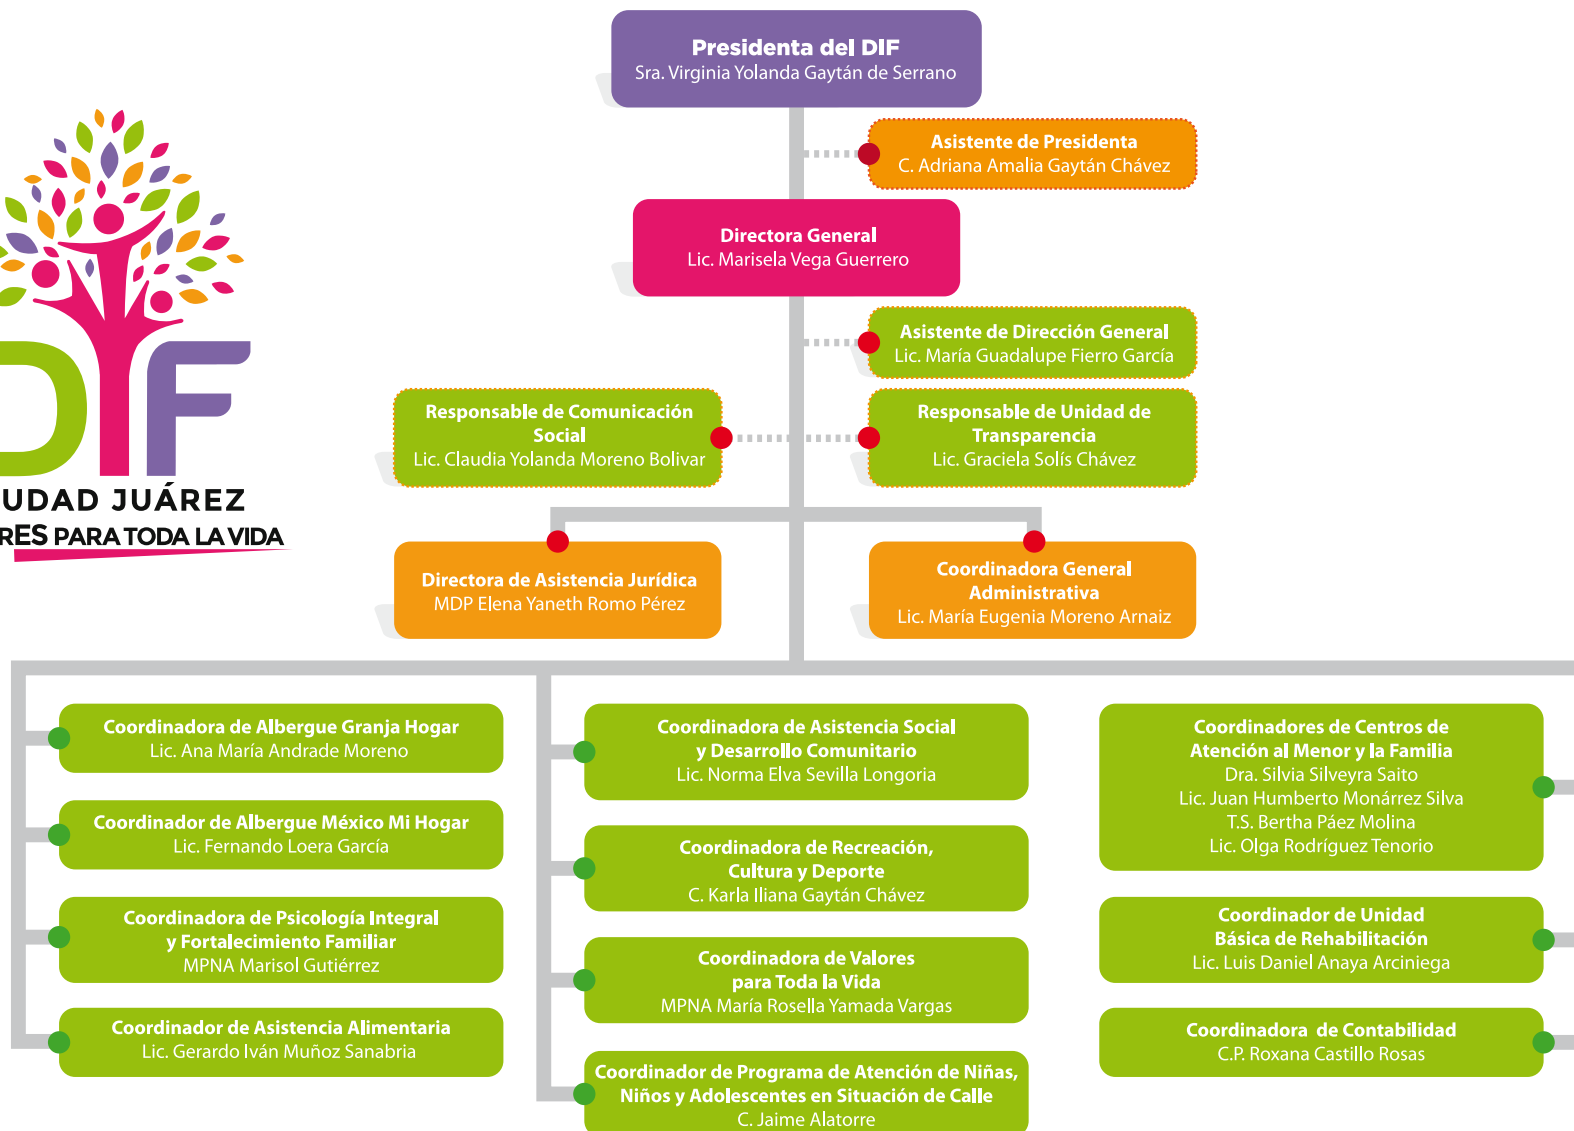 Presidenta del DIF
Sra. Virginia Yolanda Gaytán de Serrano
Asistente de Presidenta
C. Adriana Amalia Gaytán Chávez
Directora General
Lic. Marisela Vega Guerrero
Asistente de Dirección General
Lic. María Guadalupe Fierro García
Responsable de Comunicación
Social
Lic. Claudia Yolanda Moreno Bolivar
Responsable de Unidad de
Transparencia
Lic. Graciela Solís Chávez
DIF
UDAD JUÁREZ
RES PARA TODA LA VIDA
Directora de Asistencia Jurídica
MDP Elena Yaneth Romo Pérez
Coordinadora General
Administrativa
Lic. María Eugenia Moreno Arnaiz
Coordinadora de Albergue Granja Hogar
Lic. Ana María Andrade Moreno
Coordinador de Albergue México Mi Hogar
Lic. Fernando Loera García
Coordinadora de Psicología Integral
y Fortalecimiento Familiar
MPNA Marisol Gutiérrez
Coordinador de Asistencia Alimentaria
Lic. Gerardo Iván Muñoz Sanabria
Coordinadora de Asistencia Social
y Desarrollo Comunitario
Lic. Norma Elva Sevilla Longoria
Coordinadora de Recreación,
Cultura y Deporte
C. Karla Iliana Gaytán Chávez
Coordinadora de Valores
para Toda la Vida
MPNA María Rosella Yamada Vargas
Coordinador de Programa de Atención de Niñas,
Niños y Adolescentes en Situación de Calle
C. Jaime Alatorre
Coordinadores de Centros de
Atención al Menor y la Familia
Dra. Silvia Silveyra Saito
Lic. Juan Humberto Monárrez Silva
T.S. Bertha Páez Molina
Lic. Olga Rodríguez Tenorio
Coordinador de Unidad
Básica de Rehabilitación
Lic. Luis Daniel Anaya Arciniega
Coordinadora de Contabilidad
C.P. Roxana Castillo Rosas